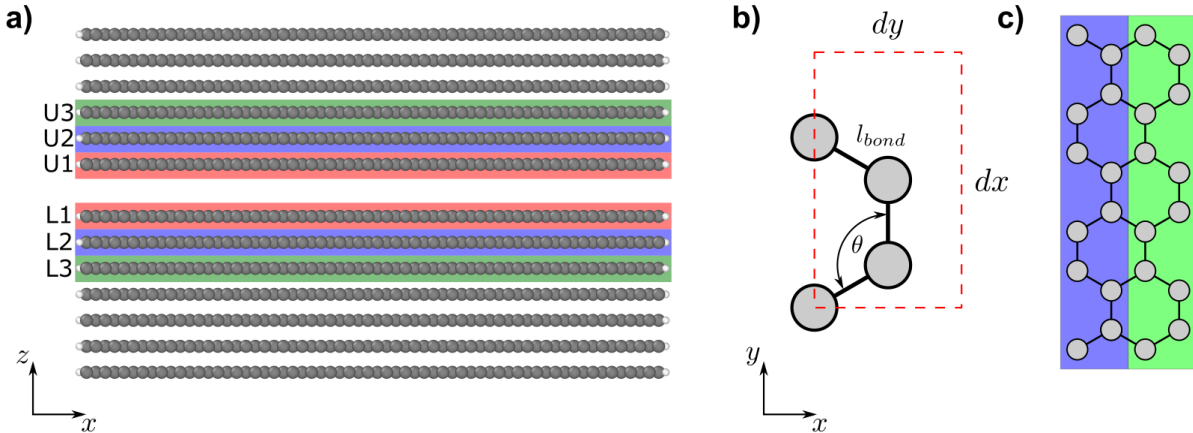 a)
U3
U2
U1
L1
L2
L3
z
x
b)
dy
l_bond
dx
θ
y
x
c)